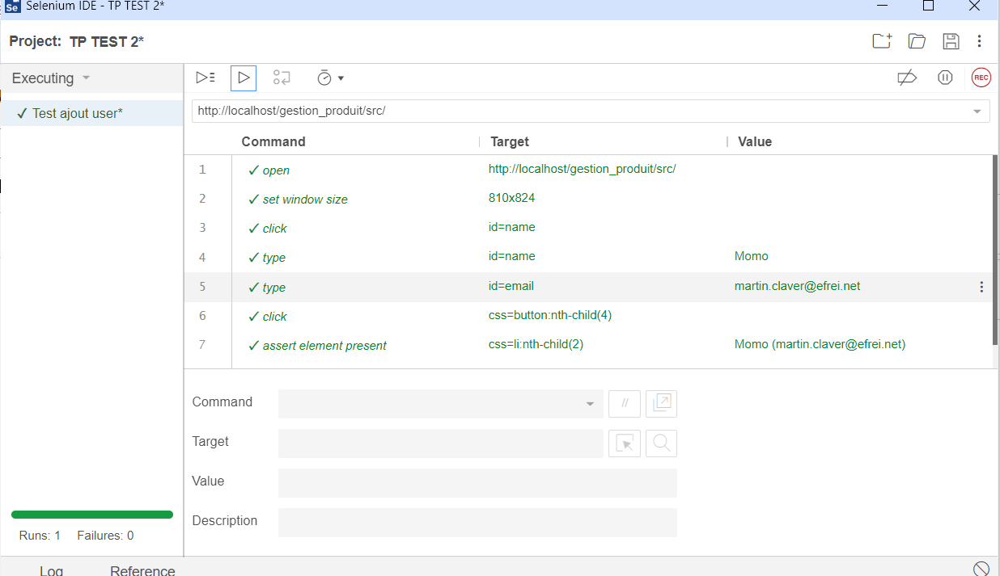 Se Selenium IDE - TP TEST 2*
Project: TP TEST 2*
Executing
REC
✓ Test ajout user*
http://localhost/gestion_produit/src/
Command Target Value
1 ✓ open http://localhost/gestion_produit/src/
2 ✓ set window size 810x824
3 ✓ click id=name
4 ✓ type id=name Momo
5 ✓ type id=email martin.claver@efrei.net
6 ✓ click css=button:nth-child(4)
7 ✓ assert element present css=li:nth-child(2) Momo (martin.claver@efrei.net)
Command //
Target
Value
Description
Runs: 1 Failures: 0
Log Reference